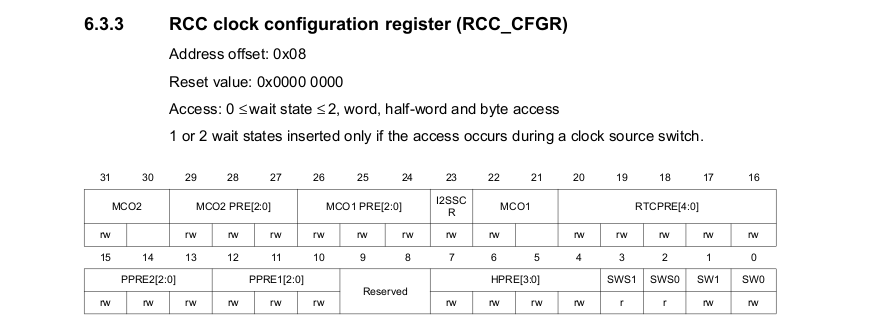 6.3.3 RCC clock configuration register (RCC_CFGR)
Address offset: 0x08
Reset value: 0x0000 0000
Access: 0 ≤ wait state ≤ 2, word, half-word and byte access
1 or 2 wait states inserted only if the access occurs during a clock source switch.
31 30 29 28 27 26 25 24 23 22 21 20 19 18 17 16
MCO2 MCO2 PRE[2:0] MCO1 PRE[2:0] I2SSC MCO1 RTCPRE[4:0]
R
rw rw rw rw rw rw rw rw rw rw rw rw rw rw
15 14 13 12 11 10 9 8 7 6 5 4 3 2 1 0
PPRE2[2:0] PPRE1[2:0] Reserved HPRE[3:0] SWS1 SWS0 SW1 SW0
rw rw rw rw rw rw rw rw rw rw r r rw rw